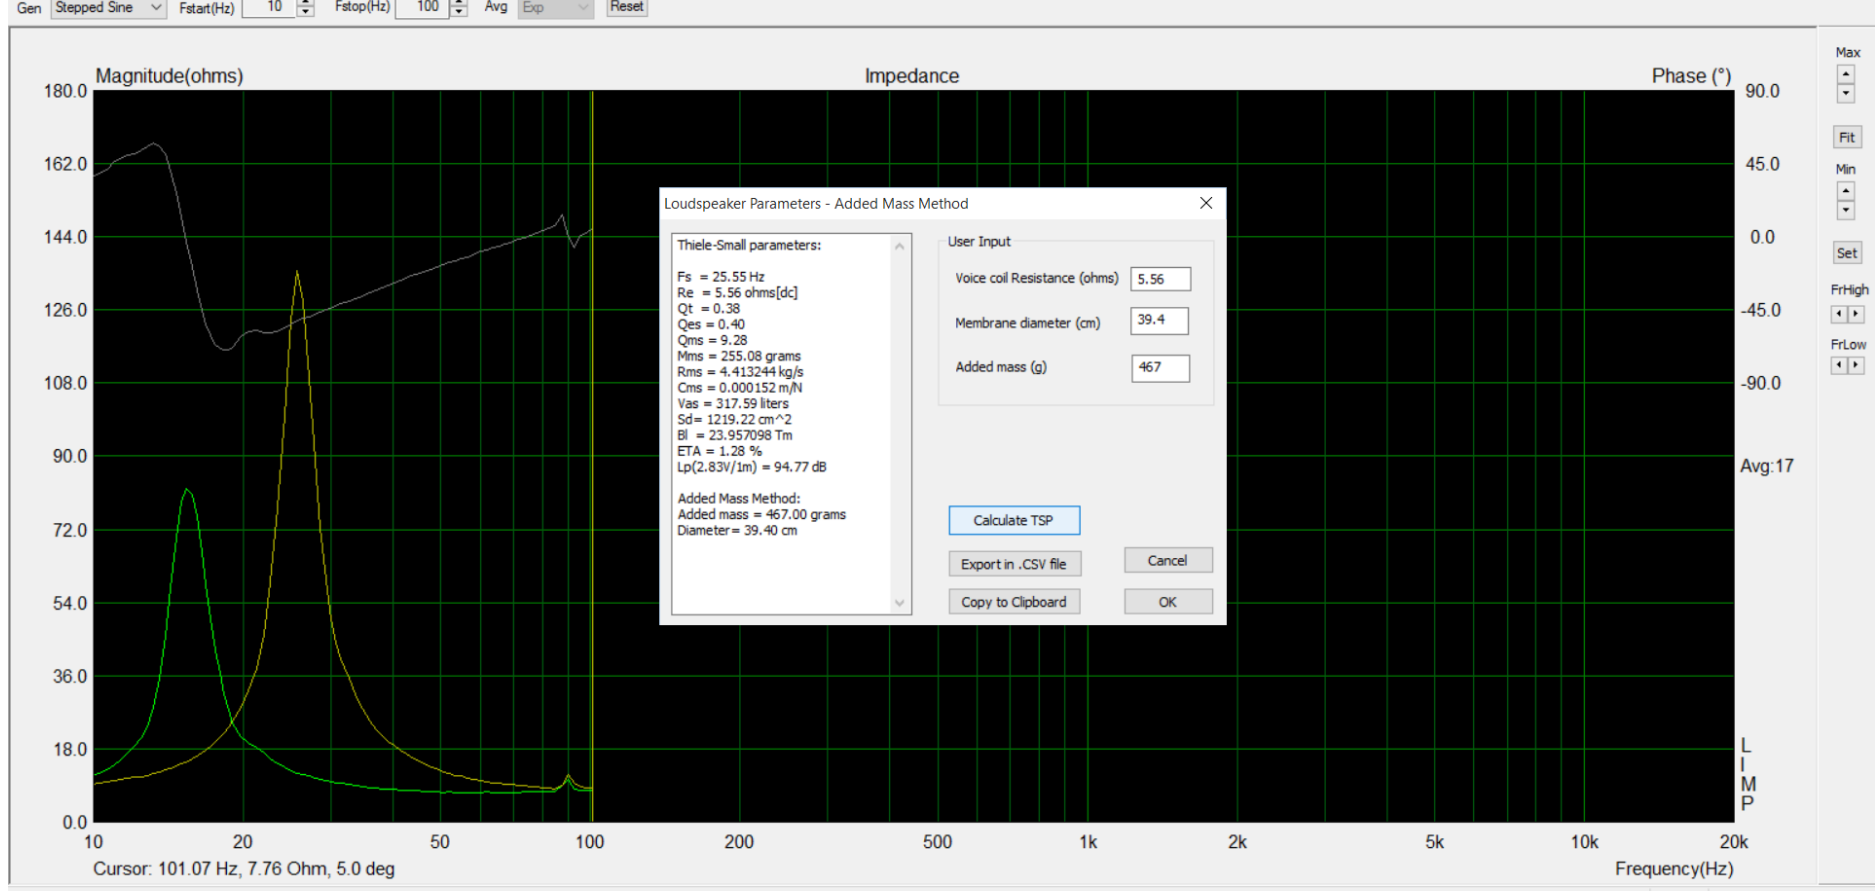 Gen Stepped Sine Fstart(Hz) 10 Fstop(Hz) 100 Avg Exp Reset
Magnitude(ohms) Impedance Phase (°)
180.0
162.0
144.0
126.0
108.0
90.0
72.0
54.0
36.0
18.0
0.0
10 20 50 100 200 500 1k 2k 5k 10k 20k
Cursor: 101.07 Hz, 7.76 Ohm, 5.0 deg
Frequency(Hz)
90.0
45.0
0.0
-45.0
-90.0
Avg:17
L
I
M
P
Max
Fit
Min
Set
FrHigh
FrLow
Loudspeaker Parameters - Added Mass Method
Thiele-Small parameters:
Fs = 25.55 Hz
Re = 5.56 ohms[dc]
Qt = 0.38
Qes = 0.40
Qms = 9.28
Mms = 255.08 grams
Rms = 4.413244 kg/s
Cms = 0.000152 m/N
Vas = 317.59 liters
Sd= 1219.22 cm^2
Bl = 23.957098 Tm
ETA = 1.28 %
Lp(2.83V/1m) = 94.77 dB
Added Mass Method:
Added mass = 467.00 grams
Diameter= 39.40 cm
User Input
Voice coil Resistance (ohms) 5.56
Membrane diameter (cm) 39.4
Added mass (g) 467
Calculate TSP
Export in .CSV file
Cancel
Copy to Clipboard
OK